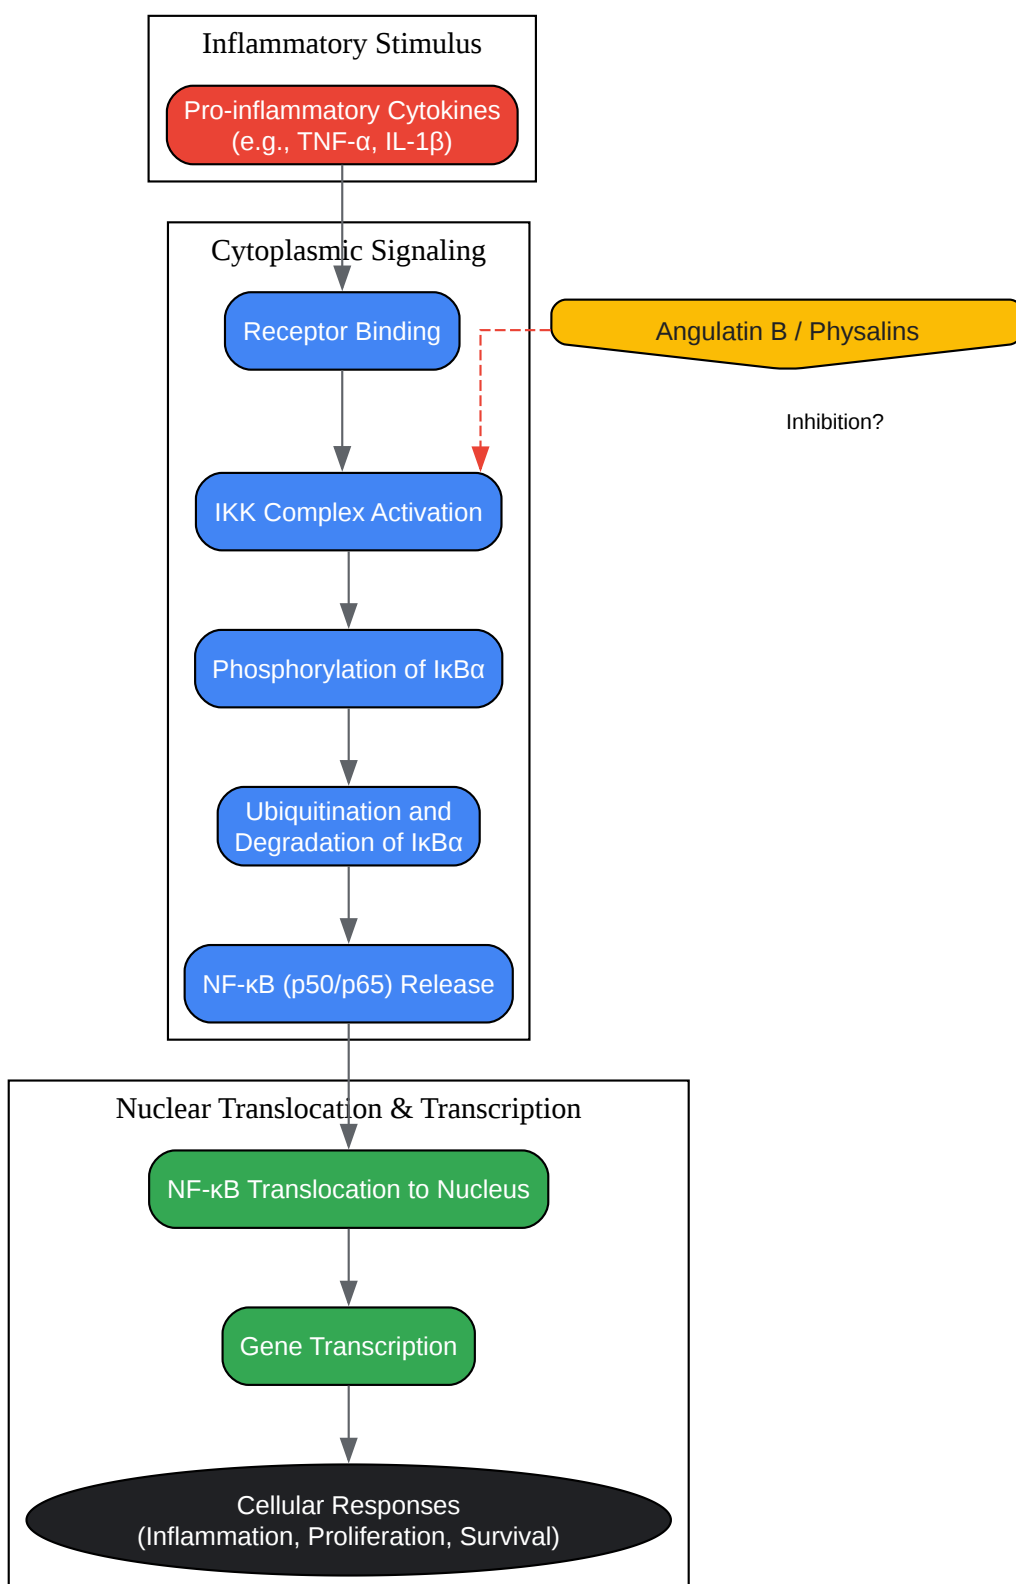 Inflammatory Stimulus
Pro-inflammatory Cytokines
(e.g., TNF-α, IL-1β)
Cytoplasmic Signaling
Receptor Binding
Angulatin B / Physalins
Inhibition?
IKK Complex Activation
Phosphorylation of IκBα
Ubiquitination and
Degradation of IκBα
NF-κB (p50/p65) Release
Nuclear Translocation & Transcription
NF-κB Translocation to Nucleus
Gene Transcription
Cellular Responses
(Inflammation, Proliferation, Survival)